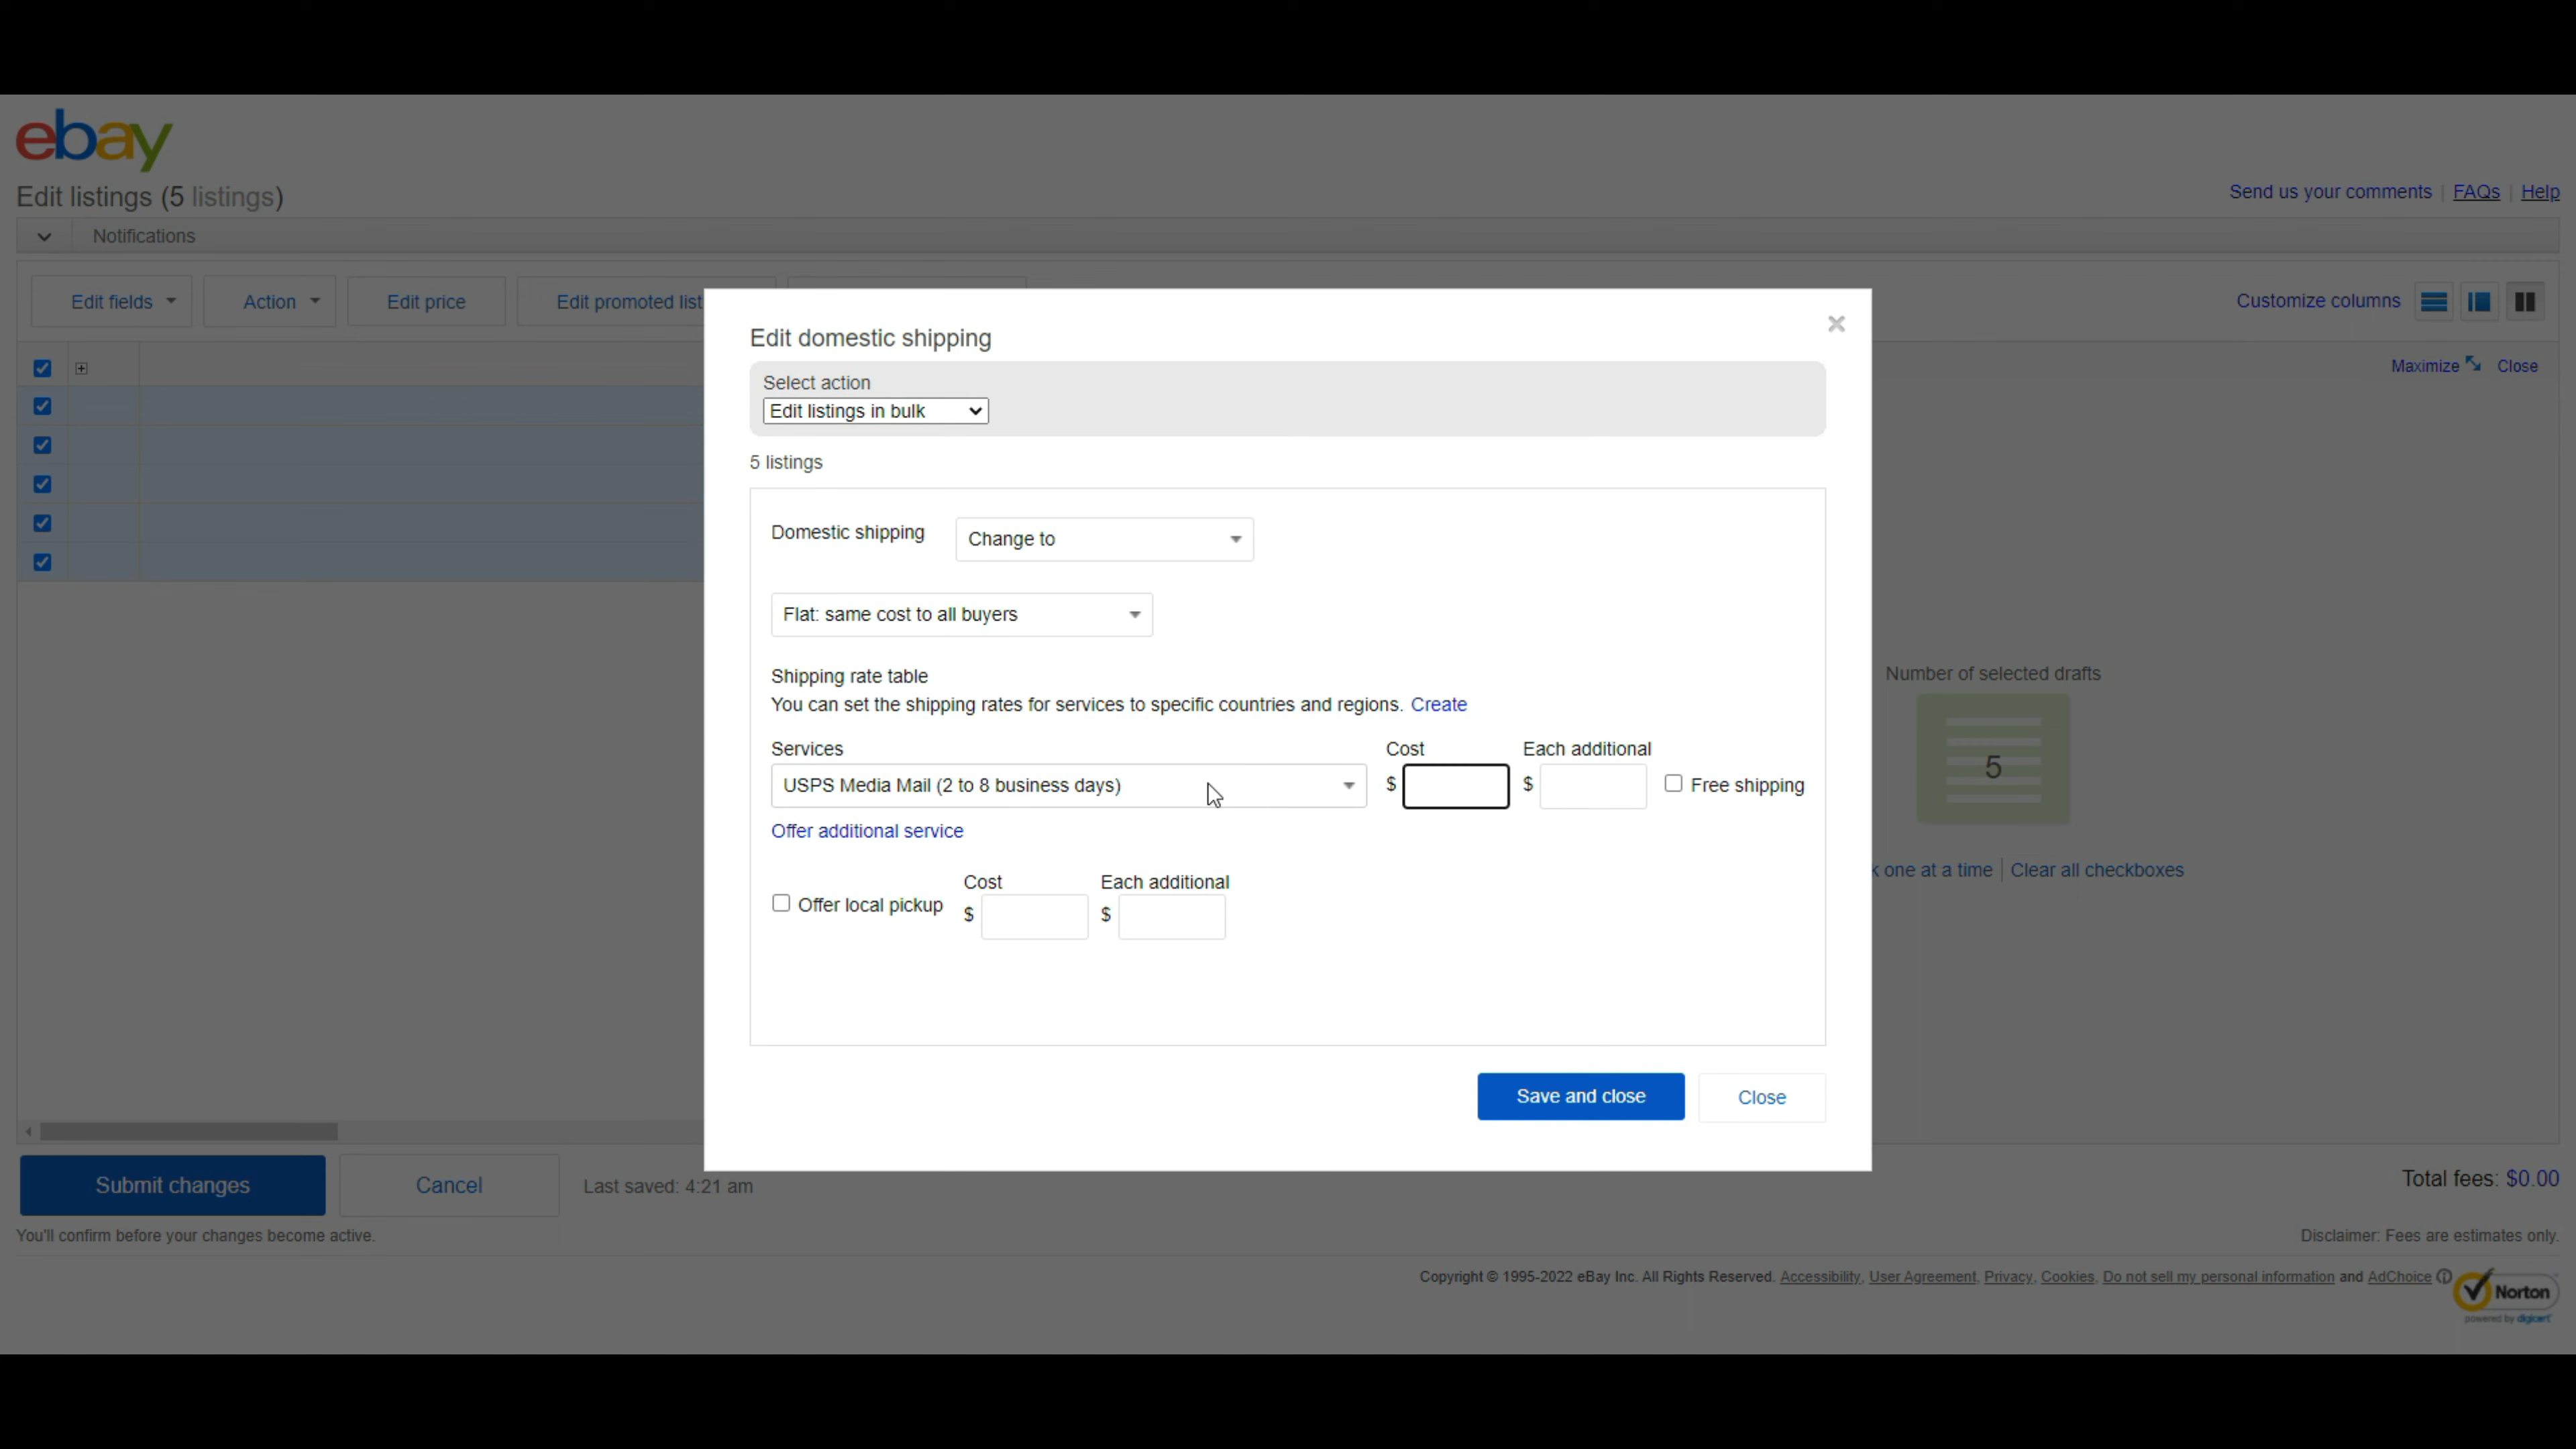 ebay
Edit listings (5 listings)
Send us your comments | FAQs | Help
Notifications
Edit fields
Action
Edit price
Edit promoted list
Customize columns
Maximize
Close
Edit domestic shipping
Select action
Edit listings in bulk
5 listings
Domestic shipping
Change to
Flat: same cost to all buyers
Shipping rate table
You can set the shipping rates for services to specific countries and regions. Create
Services
Cost
Each additional
USPS Media Mail (2 to 8 business days)
$
$
Free shipping
Offer additional service
Cost
Each additional
Offer local pickup
$
$
Save and close
Close
Number of selected drafts
5
k one at a time | Clear all checkboxes
Submit changes
Cancel
Last saved: 4:21 am
Total fees: $0.00
You'll confirm before your changes become active.
Disclaimer: Fees are estimates only.
Copyright © 1995-2022 eBay Inc. All Rights Reserved. Accessibility, User Agreement, Privacy, Cookies, Do not sell my personal information and AdChoice
Norton
powered by digicert